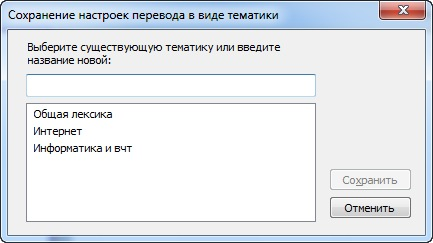 Сохранение настроек перевода в виде тематики
Выберите существующую тематику или введите
название новой:
Общая лексика
Интернет
Информатика и вчт
Сохранить
Отменить